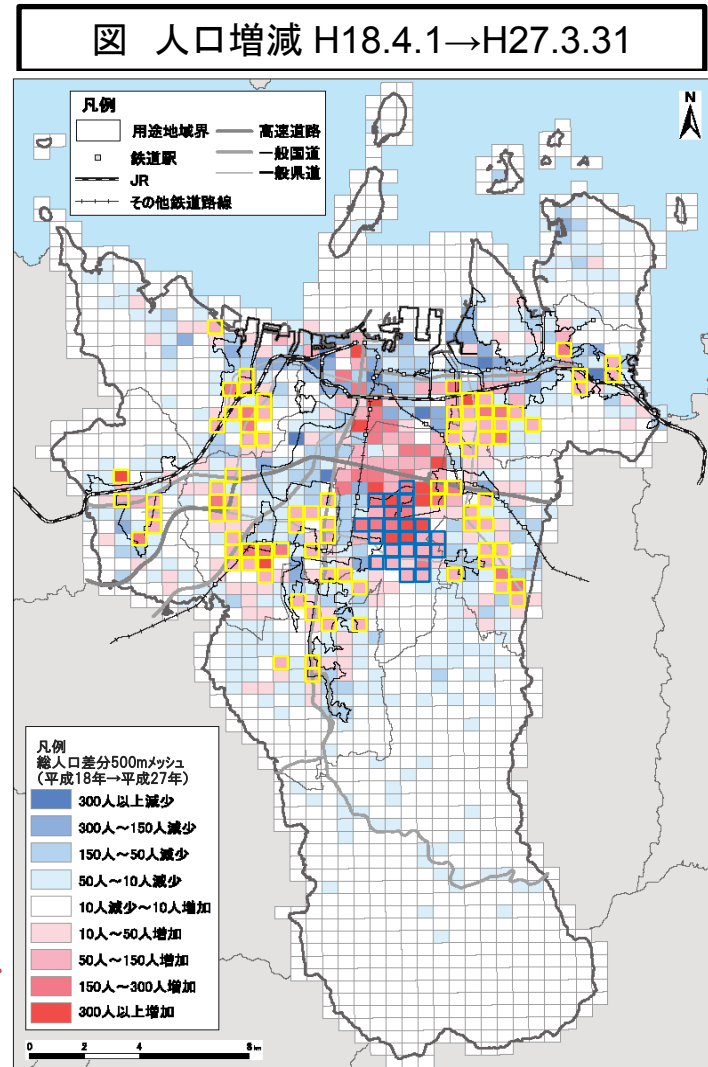 図 人口増減 H18.4.1→H27.3.31
凡例
用途地域界
鉄道駅
JR
その他鉄道路線
高速道路
一般国道
一般県道
N
凡例
総人口差分500mメッシュ
(平成18年→平成27年)
300人以上減少
300人～150人減少
150人～50人減少
50人～10人減少
10人減少～10人増加
10人～50人増加
50人～150人増加
150人～300人増加
300人以上増加
0 2 4 8 km